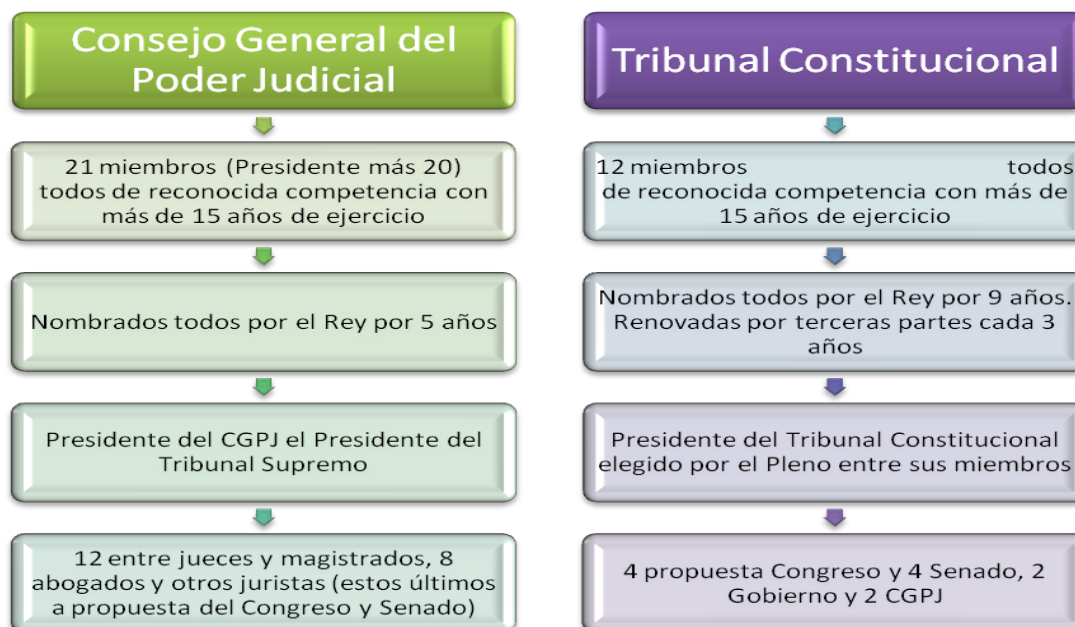 Consejo General del
Poder Judicial
21 miembros (Presidente más 20)
todos de reconocida competencia con
más de 15 años de ejercicio
Nombrados todos por el Rey por 5 años
Presidente del CGPJ el Presidente del
Tribunal Supremo
12 entre jueces y magistrados, 8
abogados y otros juristas (estos últimos
a propuesta del Congreso y Senado)
Tribunal Constitucional
12 miembros todos
de reconocida competencia con más de
15 años de ejercicio
Nombrados todos por el Rey por 9 años.
Renovadas por terceras partes cada 3
años
Presidente del Tribunal Constitucional
elegido por el Pleno entre sus miembros
4 propuesta Congreso y 4 Senado, 2
Gobierno y 2 CGPJ